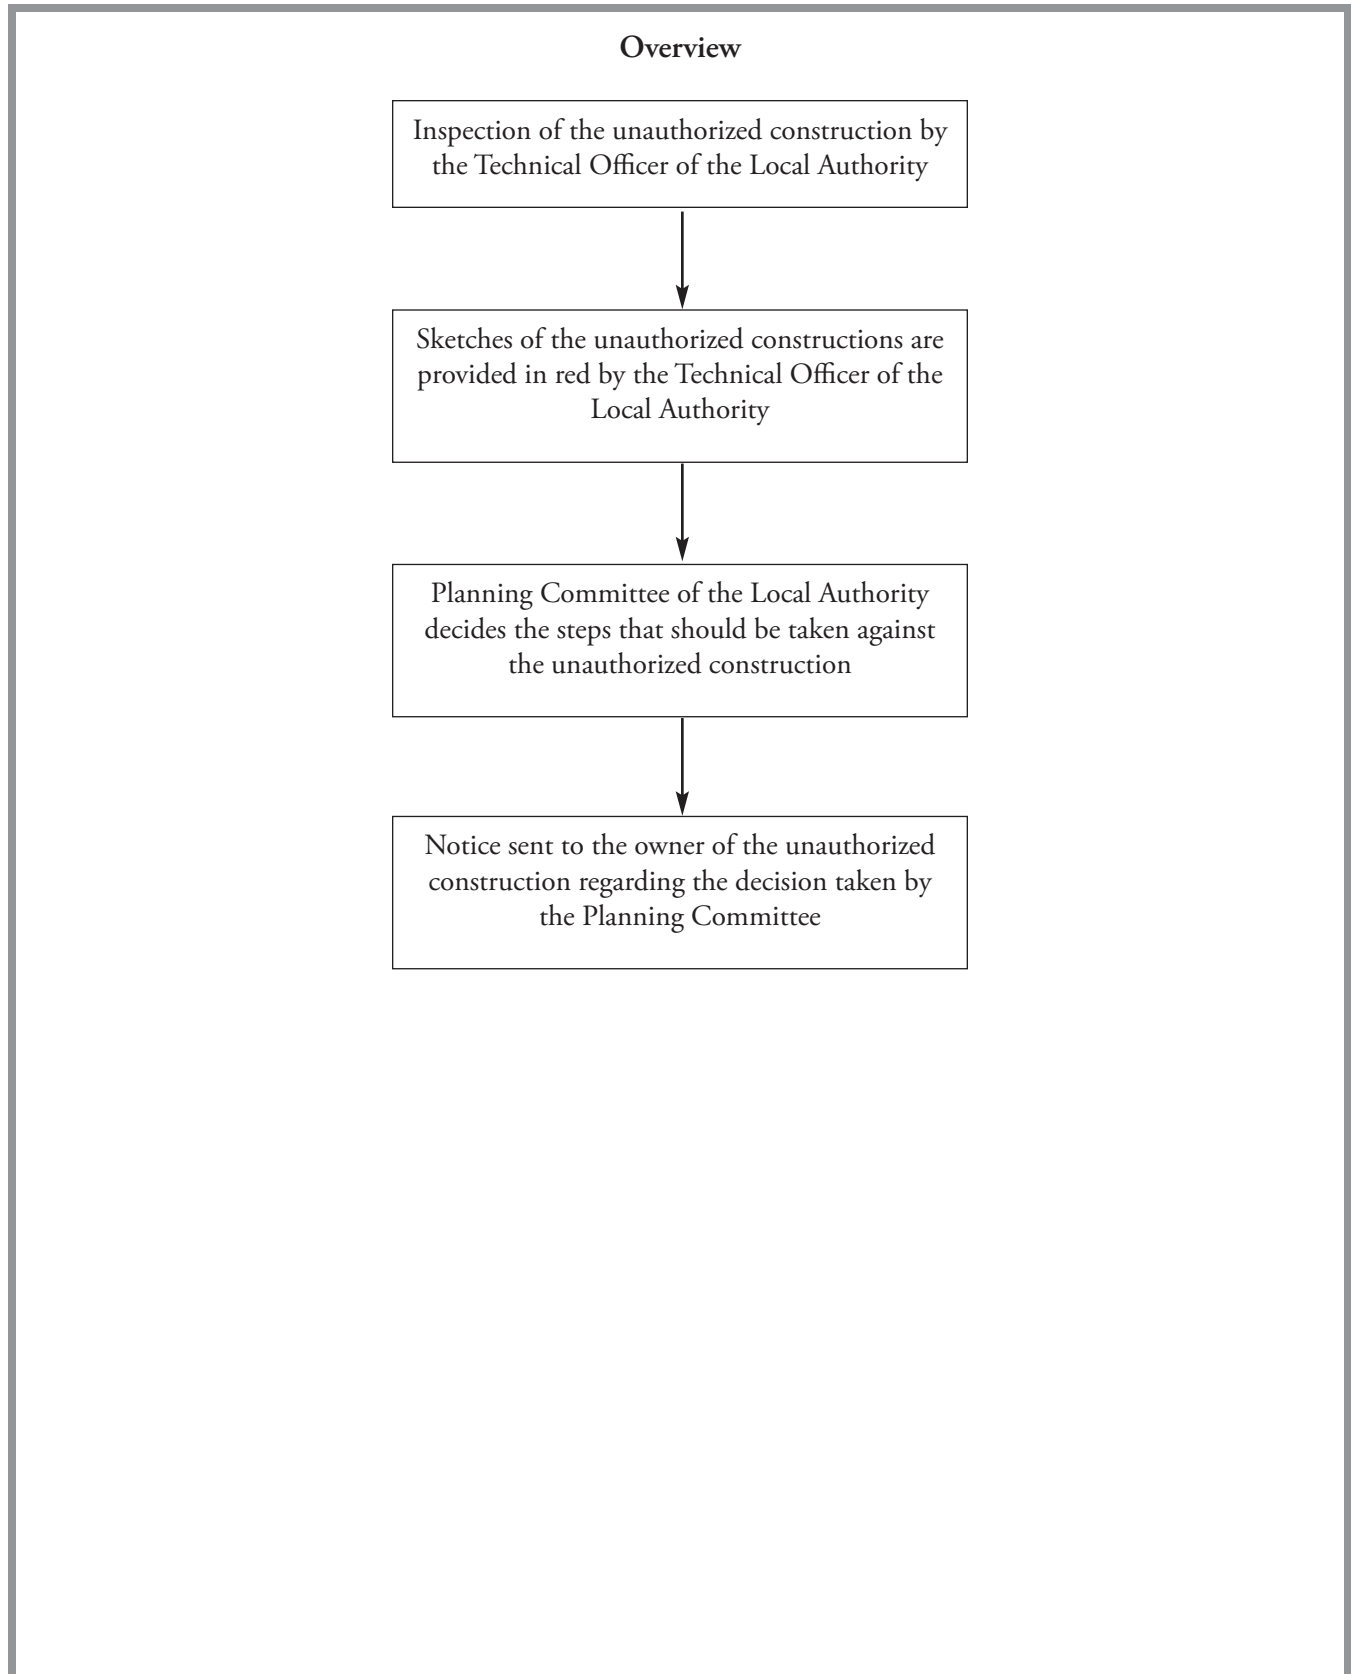 Overview
Inspection of the unauthorized construction by
the Technical Officer of the Local Authority
Sketches of the unauthorized constructions are
provided in red by the Technical Officer of the
Local Authority
Planning Committee of the Local Authority
decides the steps that should be taken against
the unauthorized construction
Notice sent to the owner of the unauthorized
construction regarding the decision taken by
the Planning Committee